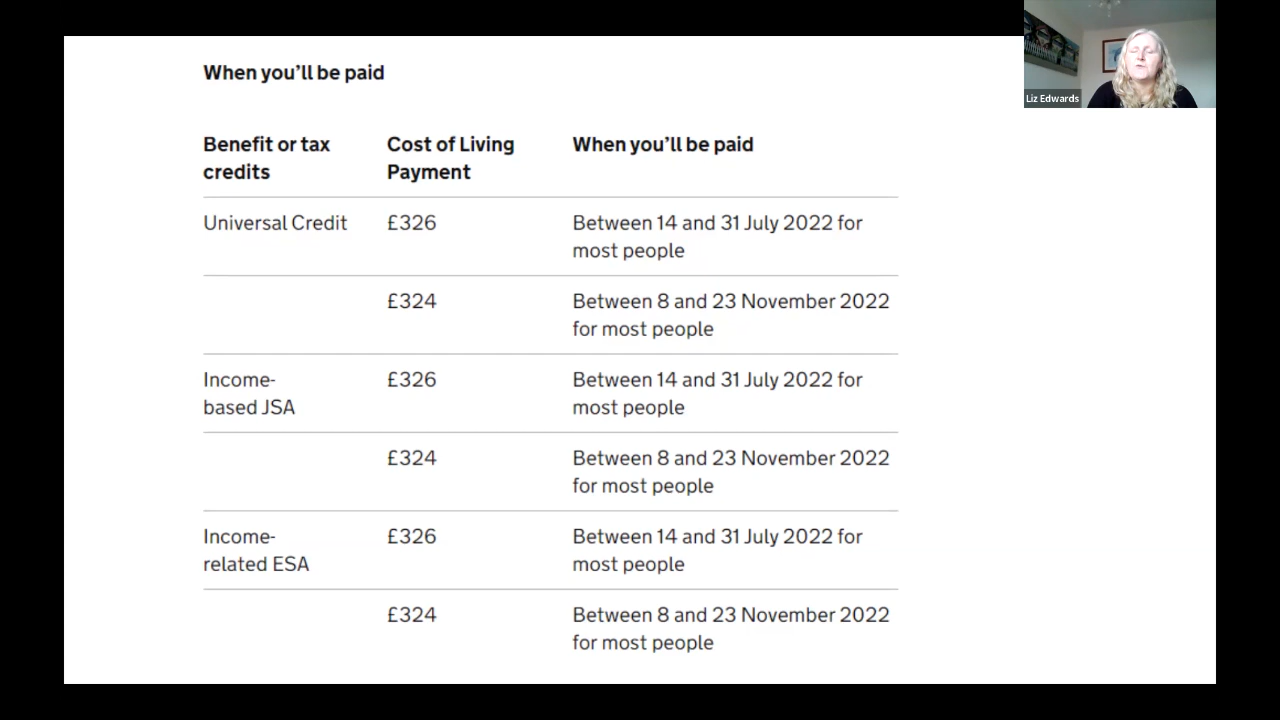 When you'll be paid
Liz Edwards
Benefit or tax credits
Cost of Living Payment
When you'll be paid
Universal Credit
£326
Between 14 and 31 July 2022 for
most people
£324
Between 8 and 23 November 2022
for most people
Income-
based JSA
£326
Between 14 and 31 July 2022 for
most people
£324
Between 8 and 23 November 2022
for most people
Income-
related ESA
£326
Between 14 and 31 July 2022 for
most people
£324
Between 8 and 23 November 2022
for most people